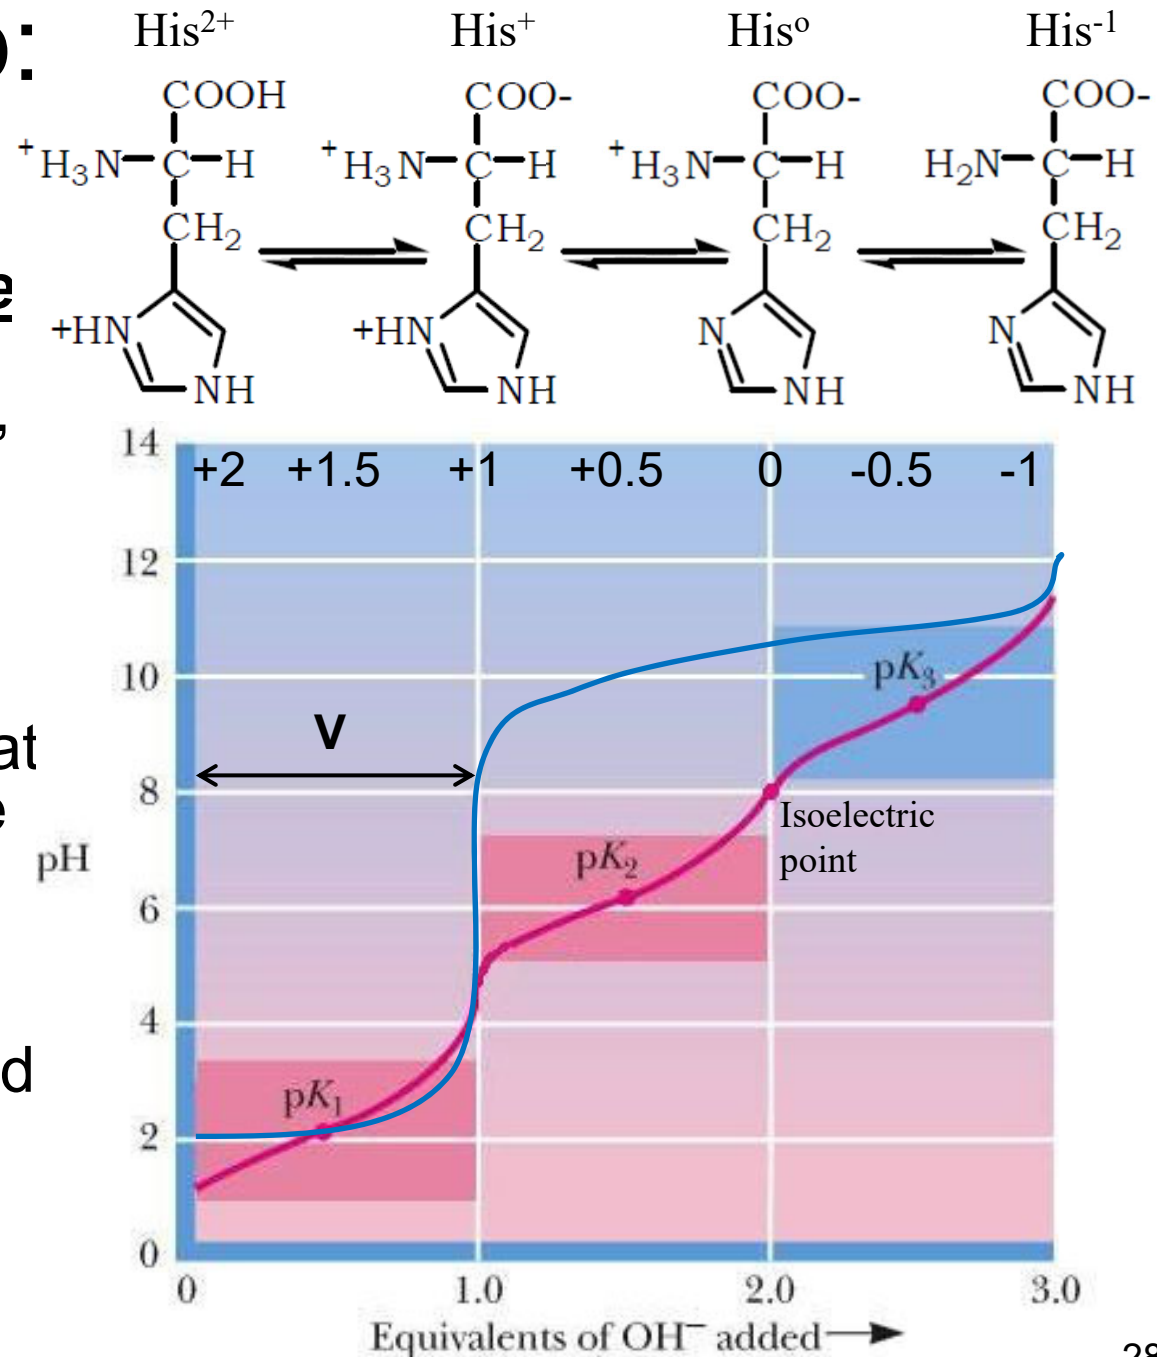 :
His2+ His+ Hisº His-1
COOH COO- COO- COO-
+H3N C H +H3N C H +H3N C H H2N C H
CH2 CH2 CH2 CH2
e
+HN +HN N N
NH NH NH NH
,
14
+2 +1.5 +1 +0.5 0 -0.5 -1
12
10
pK3
V
at
8
Isoelectric
point
e
pH
pK2
6
4
d
pK1
2
0
0 1.0 2.0 3.0
Equivalents of OH− added
28